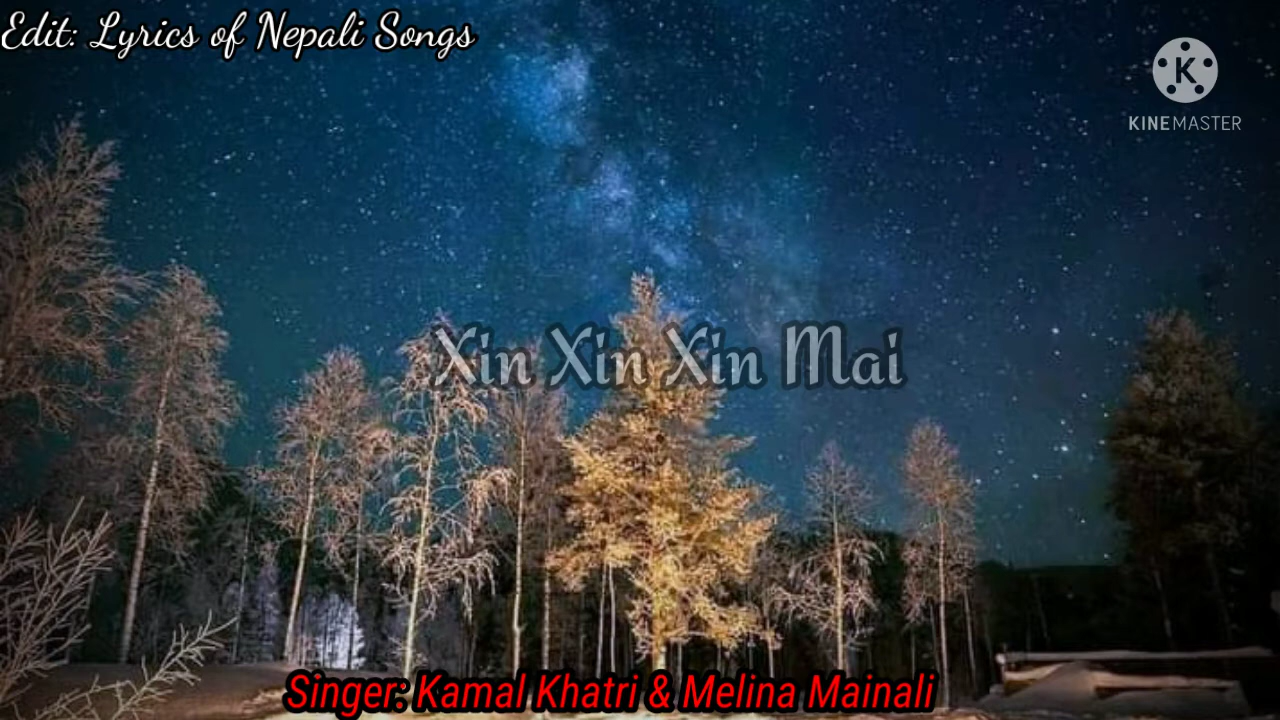 Edit: Lyrics of Nepali Songs
K
KINEMASTER
Xin Xin Xin Mai
Singer: Kamal Khatri & Melina Mainali